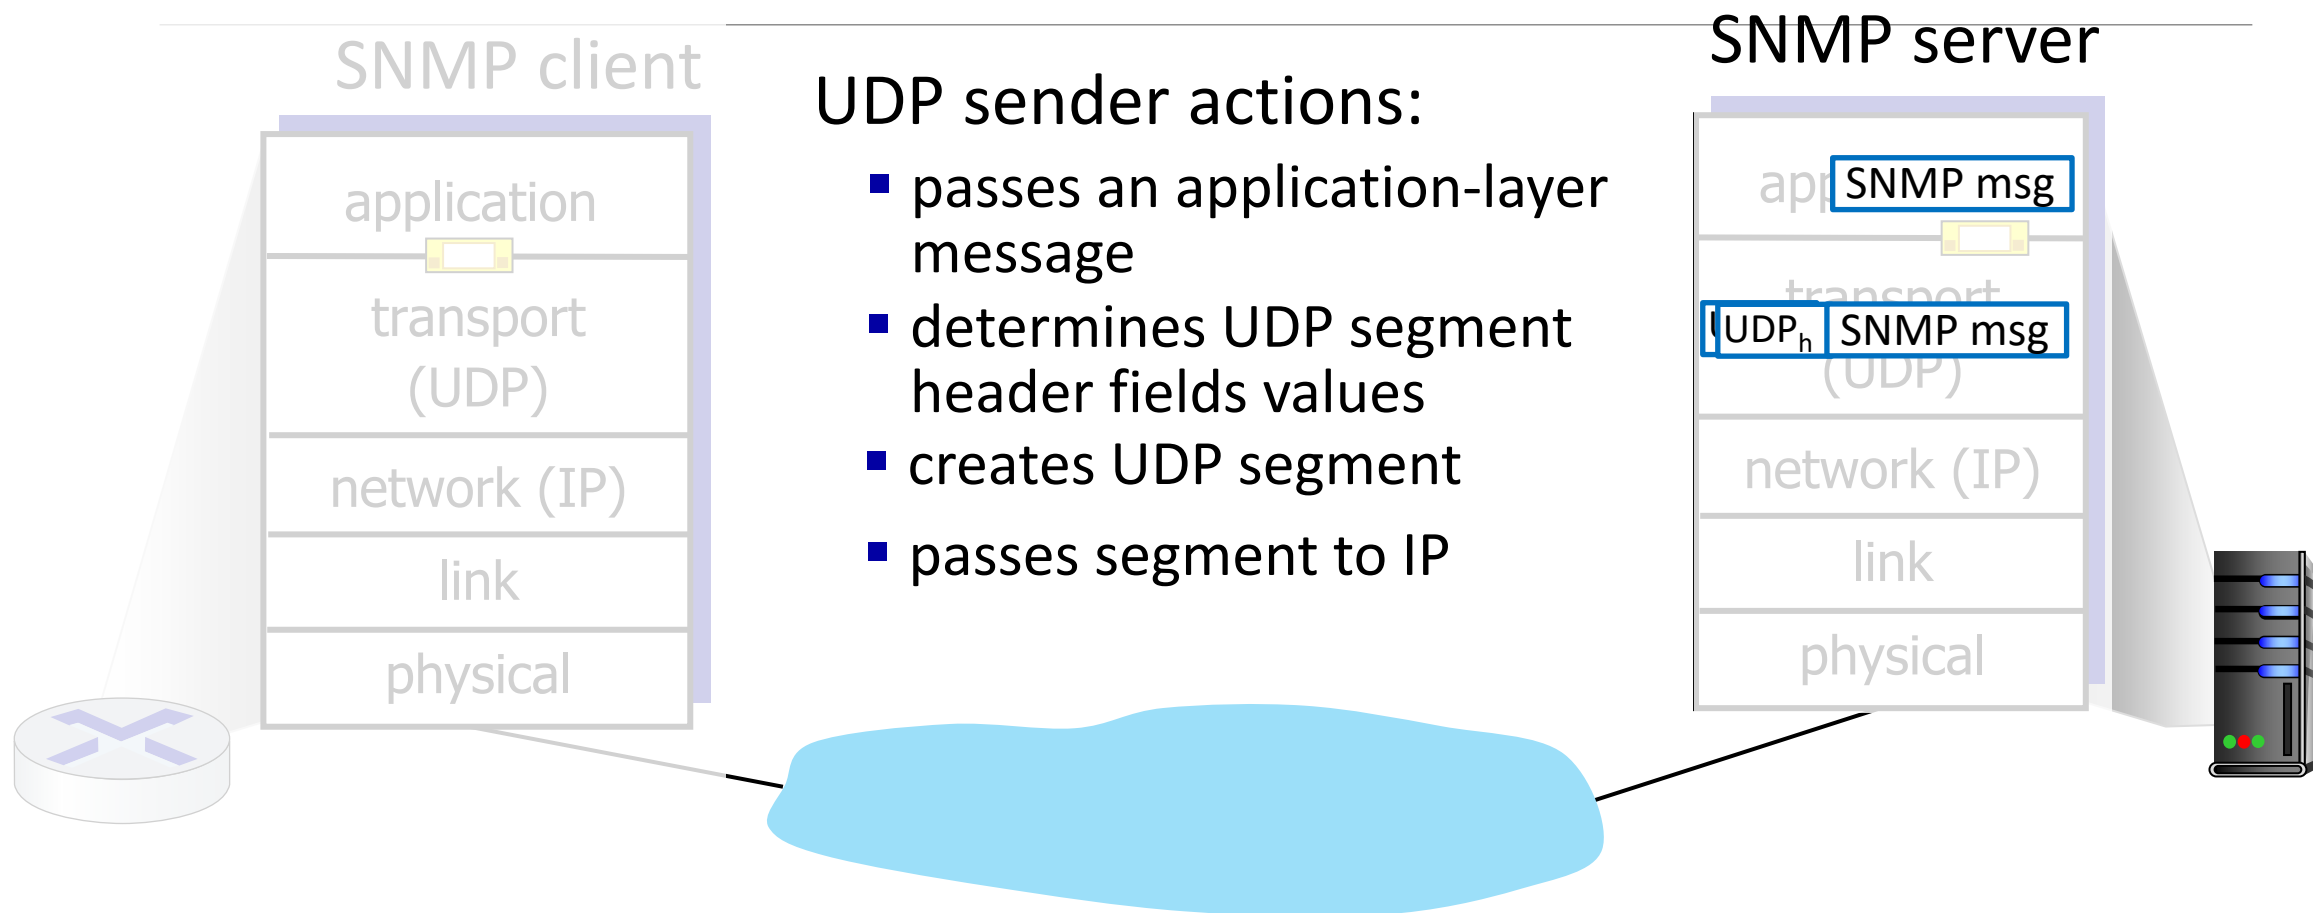 SNMP client
application
transport
(UDP)
network (IP)
link
physical
UDP sender actions:
passes an application-layer
message
determines UDP segment
header fields values
creates UDP segment
passes segment to IP
SNMP server
SNMP msg
transport
UDPh SNMP msg
(UDP)
network (IP)
link
physical